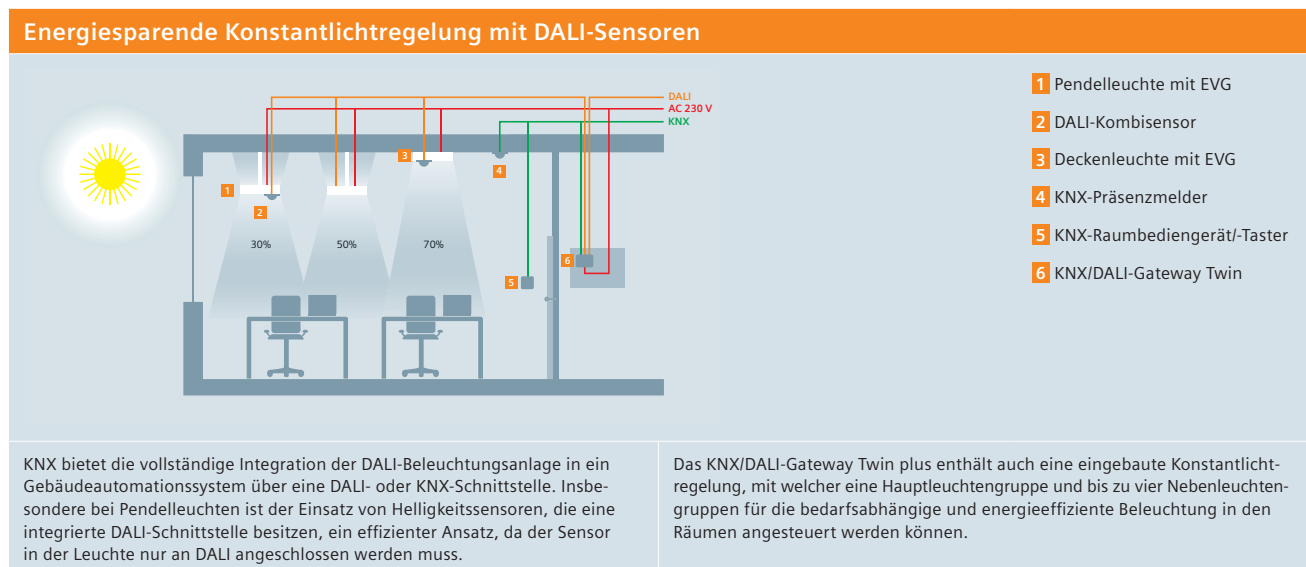 Energiesparende Konstantlichtregelung mit DALI-Sensoren
DALI
AC 230 V
KNX
1
2
3
4
5
6
30%
50%
70%
1 Pendelleuchte mit EVG
2 DALI-Kombisensor
3 Deckenleuchte mit EVG
4 KNX-Präsenzmelder
5 KNX-Raumbediengerät/-Taster
6 KNX/DALI-Gateway Twin
KNX bietet die vollständige Integration der DALI-Beleuchtungsanlage in ein
Gebäudeautomationssystem über eine DALI- oder KNX-Schnittstelle. Insbe-
sondere bei Pendelleuchten ist der Einsatz von Helligkeitssensoren, die eine
integrierte DALI-Schnittstelle besitzen, ein effizienter Ansatz, da der Sensor
in der Leuchte nur an DALI angeschlossen werden muss.
Das KNX/DALI-Gateway Twin plus enthält auch eine eingebaute Konstantlicht-
regelung, mit welcher eine Hauptleuchtengruppe und bis zu vier Nebenleuchten-
gruppen für die bedarfsabhängige und energieeffiziente Beleuchtung in den
Räumen angesteuert werden können.